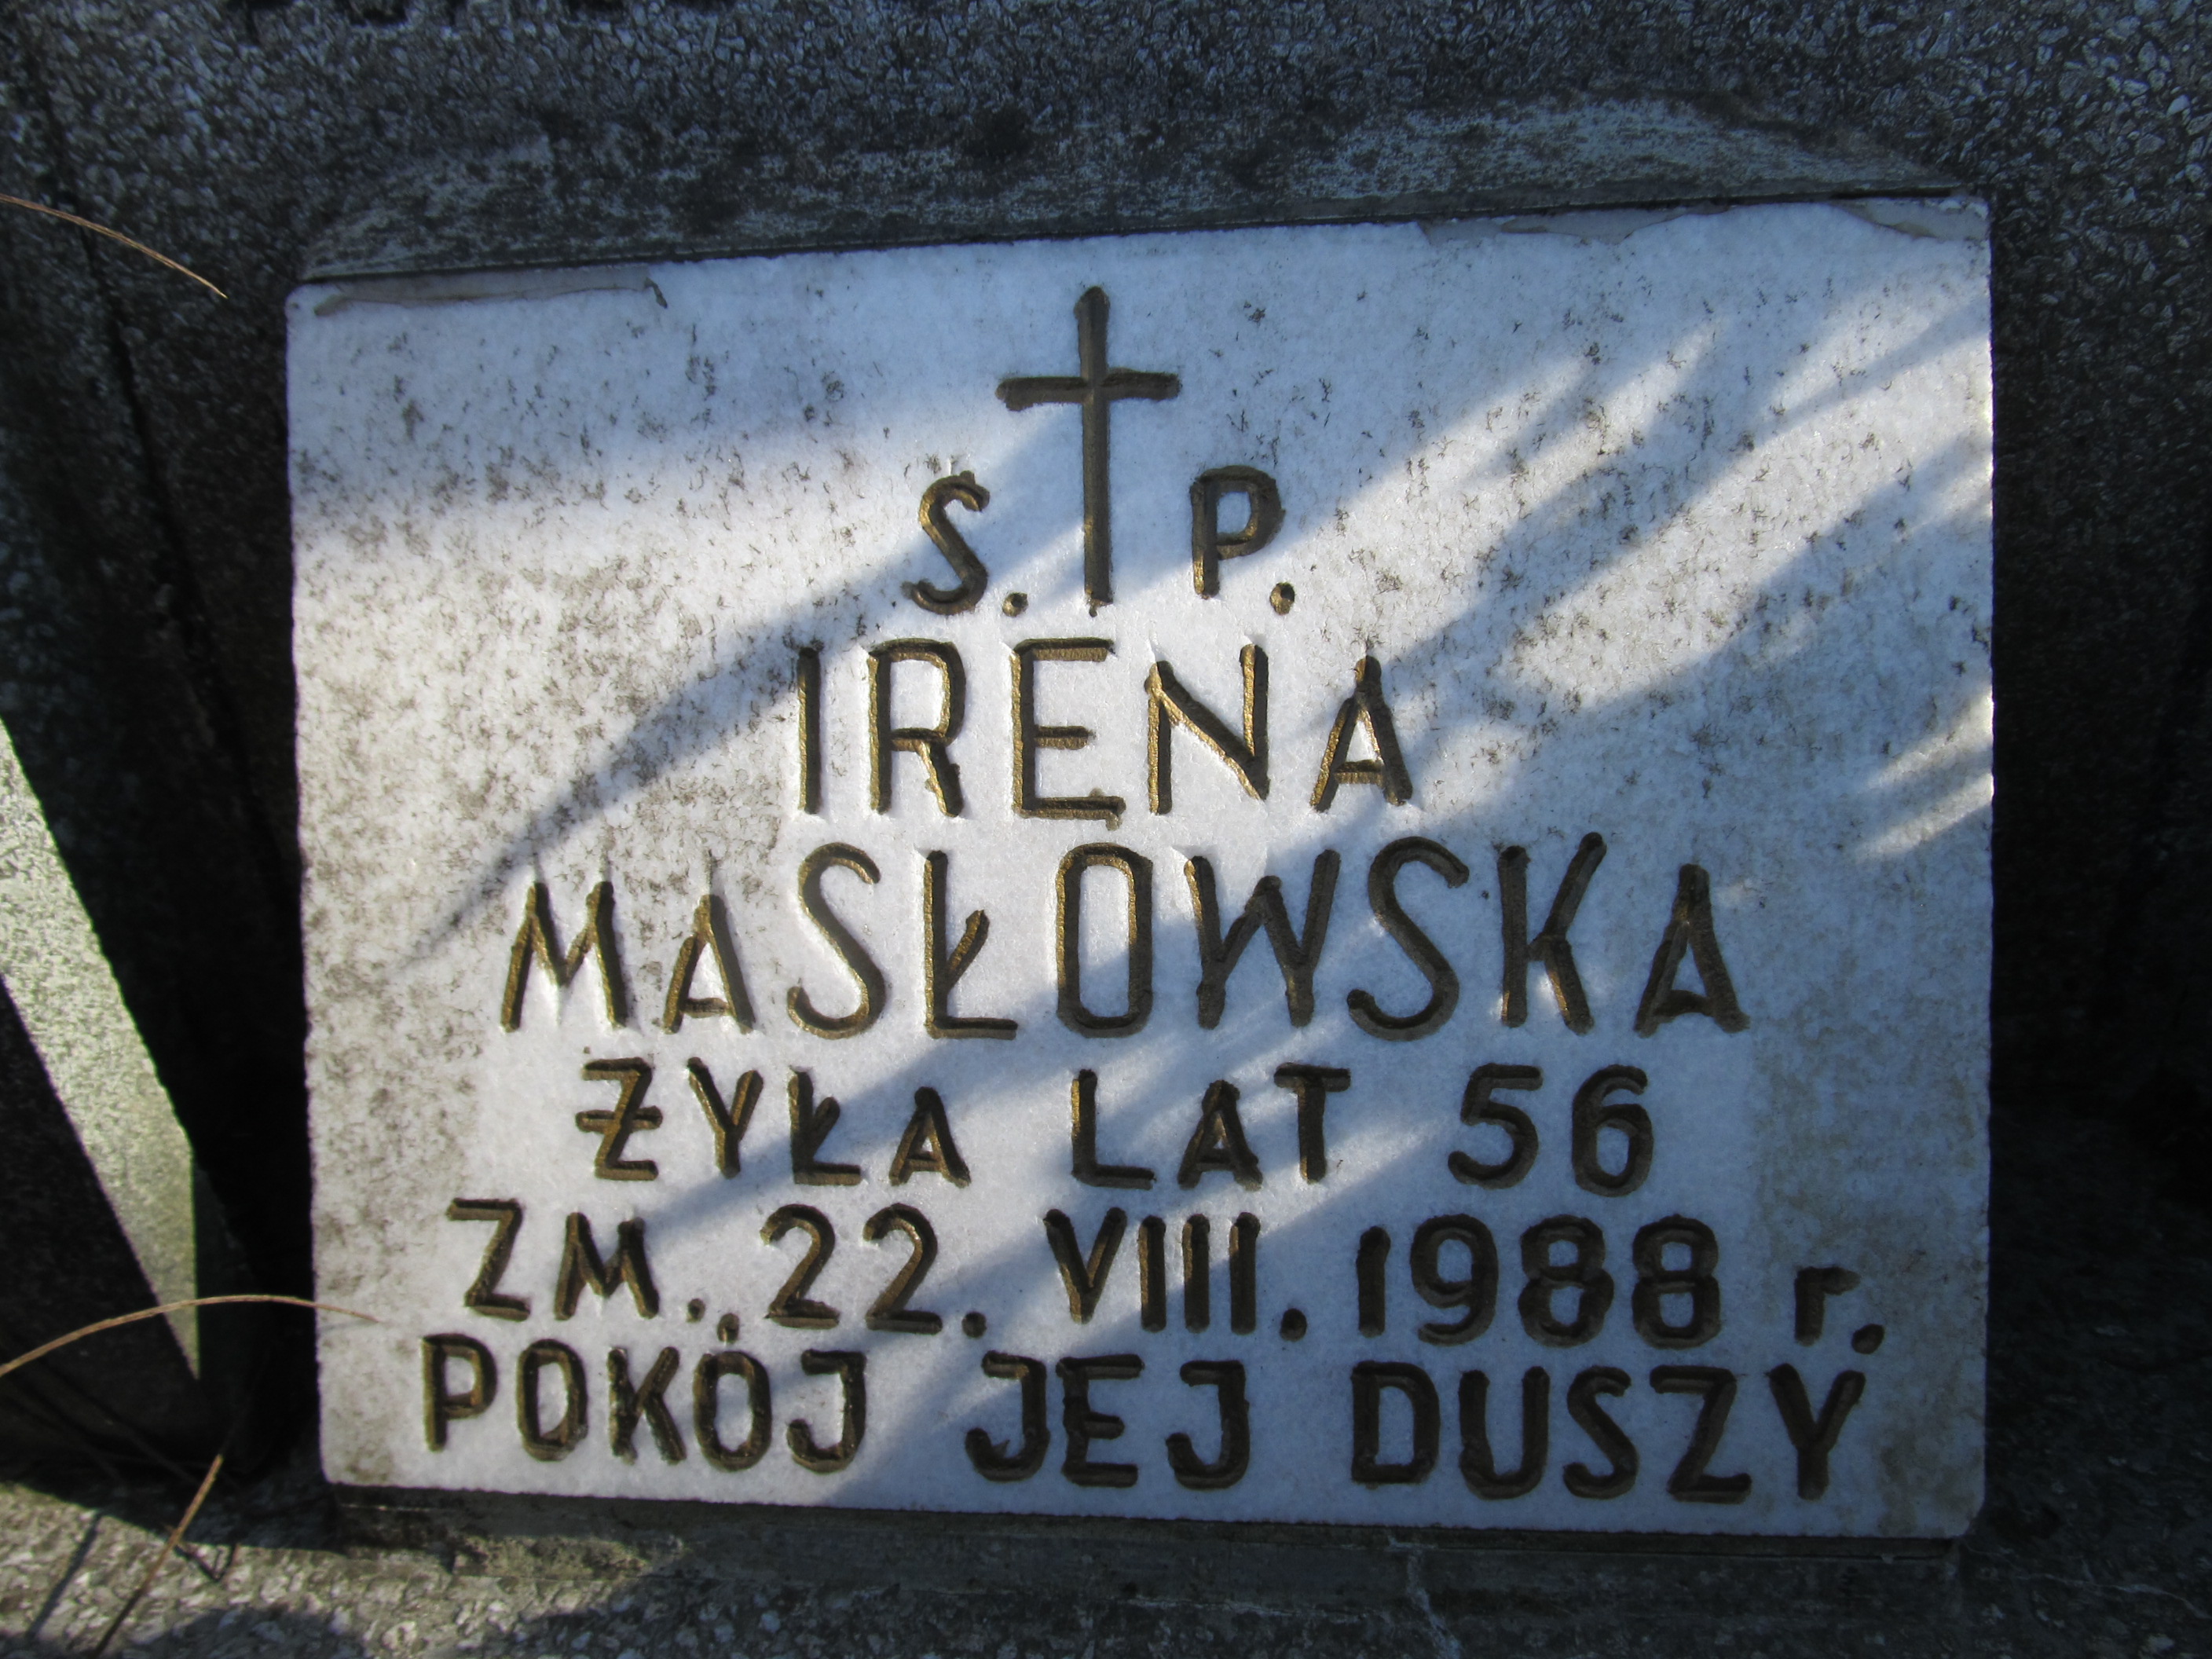 Ś. P.
IRENA
MASŁOWSKA
ŻYŁA LAT 56
ZM. 22. VIII. 1988 r.
POKÓJ JEJ DUSZY